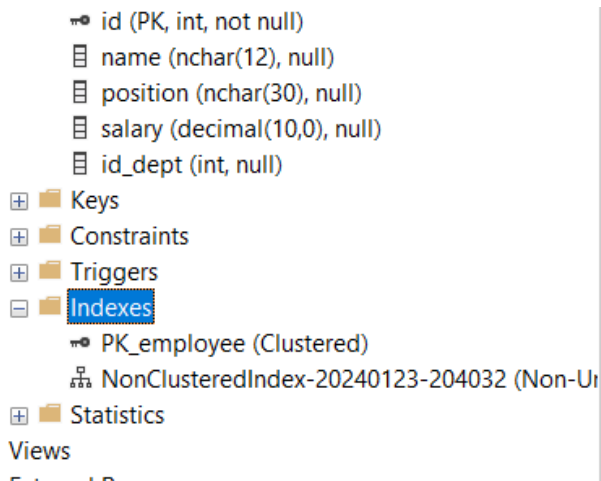 id (PK, int, not null)
name (nchar(12), null)
position (nchar(30), null)
salary (decimal(10,0), null)
id_dept (int, null)
Keys
Constraints
Triggers
Indexes
PK_employee (Clustered)
NonClusteredIndex-20240123-204032 (Non-U
Statistics
Views